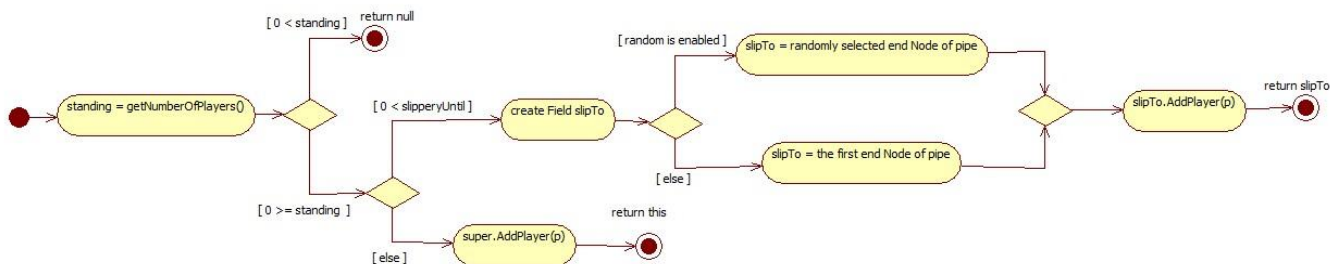 return null
[ 0 < standing ]
[ random is enabled ]
slipTo = randomly selected end Node of pipe
return slipTo
standing = getNumberOfPlayers()
[ 0 < slipperyUntil ]
create Field slipTo
slipTo.AddPlayer(p)
slipTo = the first end Node of pipe
[ else ]
[ 0 >= standing ]
return this
super.AddPlayer(p)
[ else ]